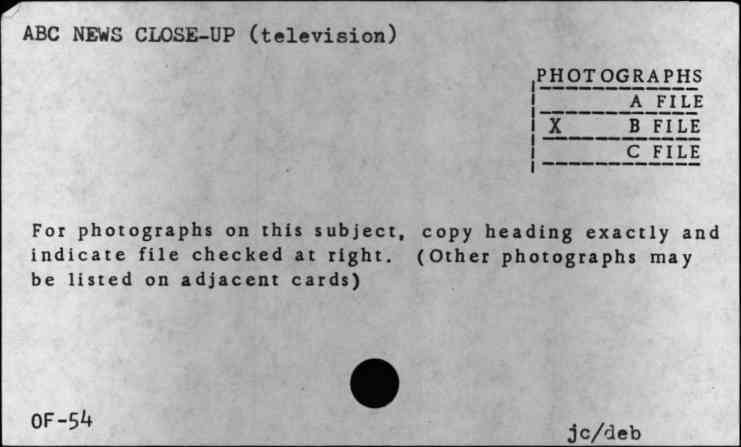 ABC NEWS CLOSE-UP (television)
PHOTOGRAPHS
A FILE
X B FILE
C FILE
For photographs on this subject, copy heading exactly and
indicate file checked at right. (Other photographs may
be listed on adjacent cards)
OF-54
jc/deb